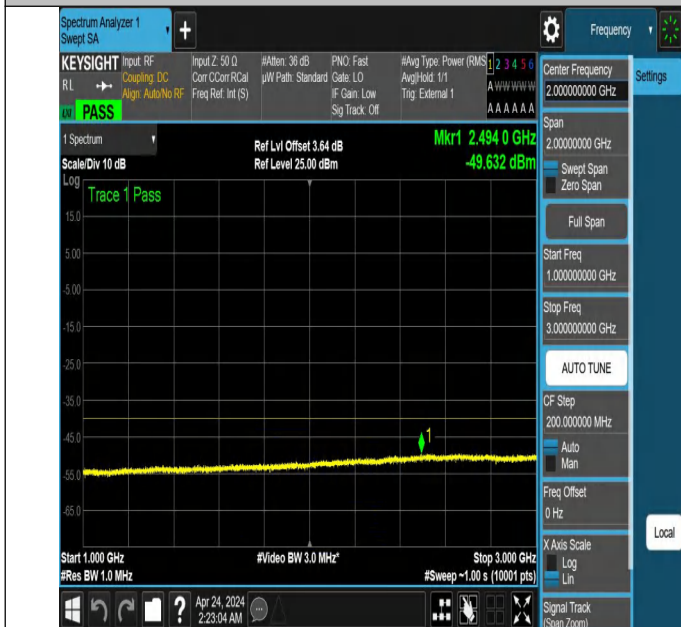 Spectrum Analyzer 1
Swept SA
+
Frequency
KEYSIGHT
RL
PASS
Input: RF
Coupling: DC
Align: Auto/No RF
Input Z: 50 Ω
Corr CCorr RCal
Freq Ref: Int (S)
#Atten: 36 dB
µW Path: Standard
PNO: Fast
Gate: LO
IF Gain: Low
Sig Track: Off
#Avg Type: Power (RMS
Avg|Hold: 1/1
Trig: External 1
1 2 3 4 5 6
A W W W W W
A A A A A A
Center Frequency
2.000000000 GHz
Settings
1 Spectrum
Scale/Div 10 dB
Ref Lvl Offset 3.64 dB
Ref Level 25.00 dBm
Mkr1 2.494 0 GHz
-49.632 dBm
Span
2.00000000 GHz
Swept Span
Zero Span
Full Span
Start Freq
1.000000000 GHz
Stop Freq
3.000000000 GHz
AUTO TUNE
CF Step
200.000000 MHz
Auto
Man
Freq Offset
0 Hz
X Axis Scale
Log
Lin
Local
Signal Track
(Span Zoom)
Log
Trace 1 Pass
15.0
5.00
-5.00
-15.0
-25.0
-35.0
-45.0
-55.0
-65.0
1
Start 1.000 GHz
#Res BW 1.0 MHz
#Video BW 3.0 MHz*
Stop 3.000 GHz
#Sweep ~1.00 s (10001 pts)
?
Apr 24, 2024
2:23:04 AM